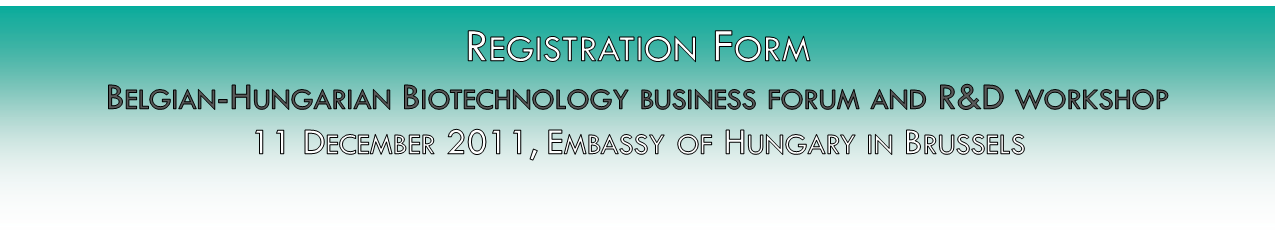 Registration Form
Belgian-Hungarian Biotechnology business forum and R&D workshop
11 December 2011, Embassy of Hungary in Brussels